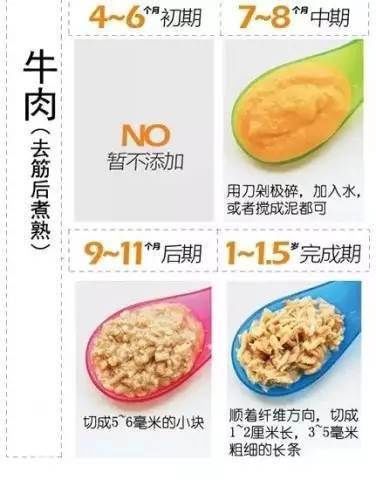 牛肉(去筋后煮熟)
4~6个月初期
NO
暂不添加
7~8个月中期
用刀剁极碎，加入水，
或者搅成泥都可
9~11个月后期
切成5~6毫米的小块
1~1.5岁完成期
顺着纤维方向，切成
1~2厘米长，3~5毫米
粗细的长条